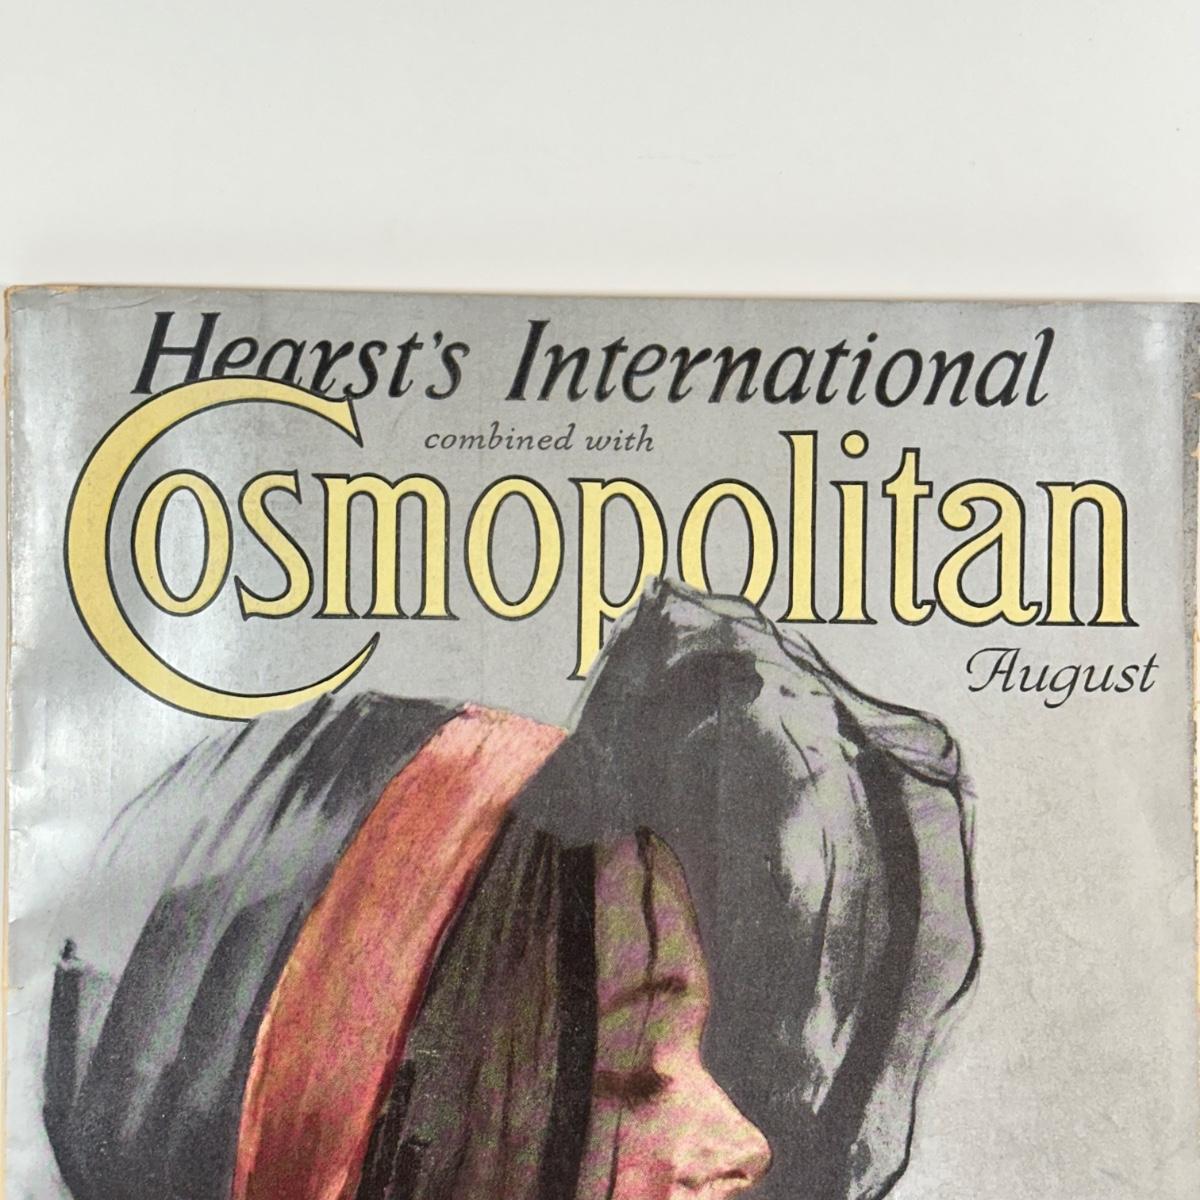 Hearst's International
combined with
Cosmopolitan
August